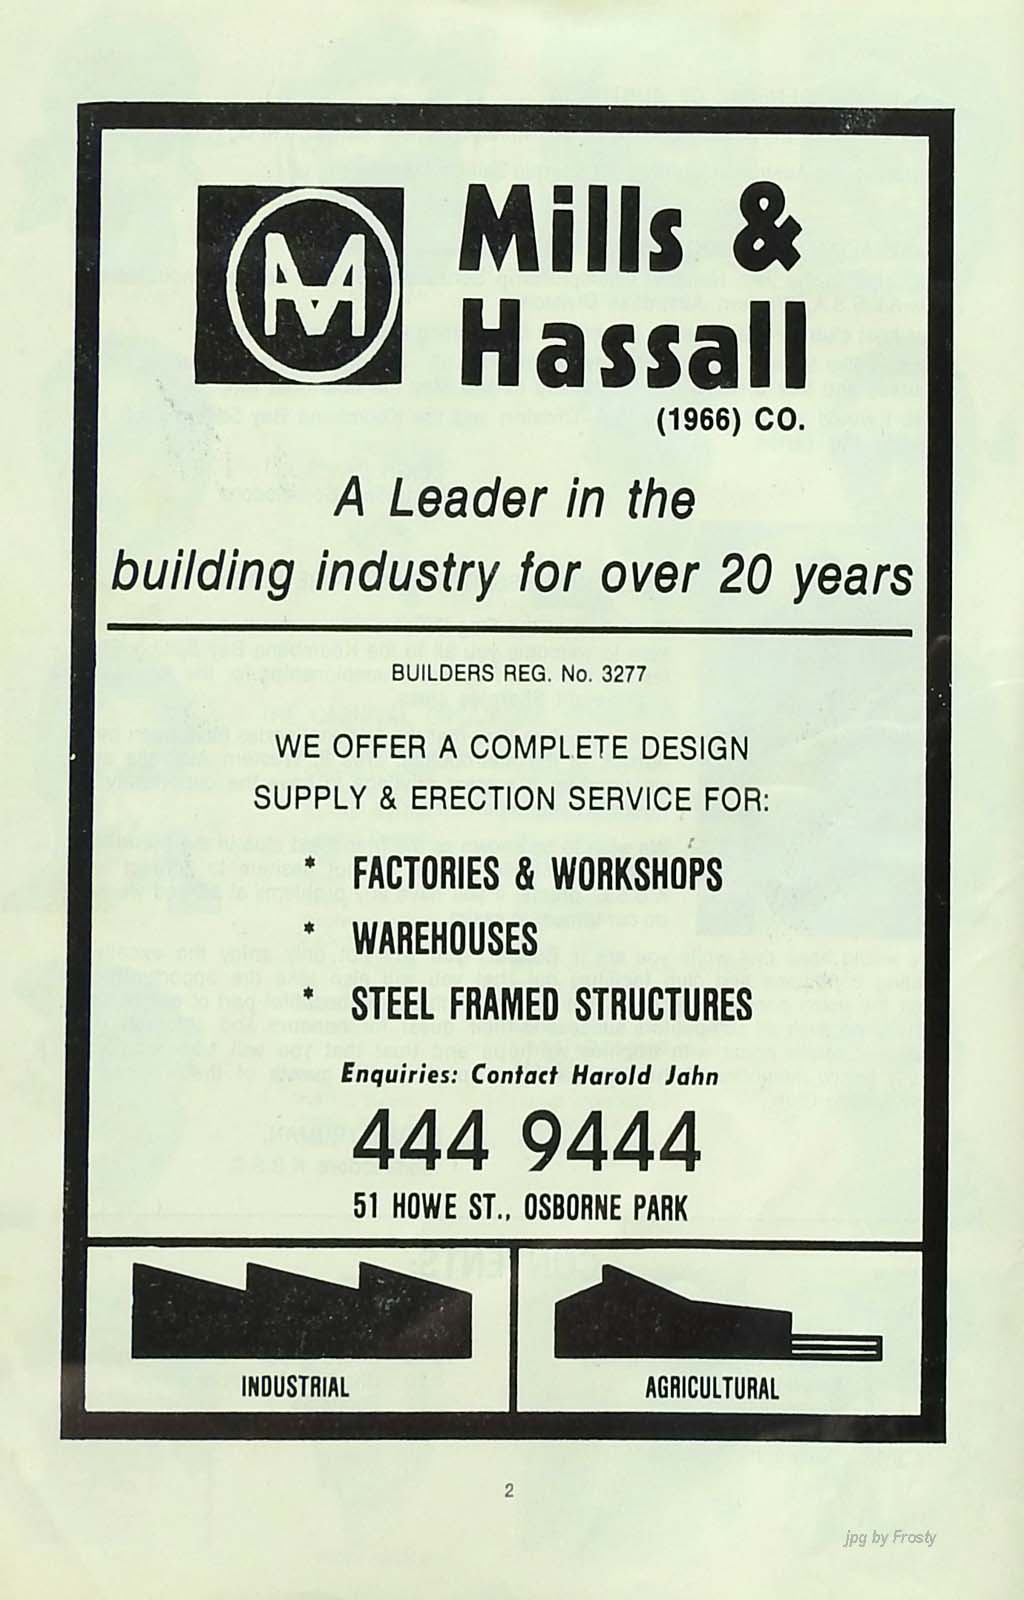 Mills &
Hassall
(1966) CO.
A Leader in the
building industry for over 20 years
BUILDERS REG. No. 3277
WE OFFER A COMPLETE DESIGN
SUPPLY & ERECTION SERVICE FOR:
* FACTORIES & WORKSHOPS
* WAREHOUSES
* STEEL FRAMED STRUCTURES
Enquiries: Contact Harold Jahn
444 9444
51 HOWE ST., OSBORNE PARK
INDUSTRIAL
AGRICULTURAL
2
jpg by Frosty